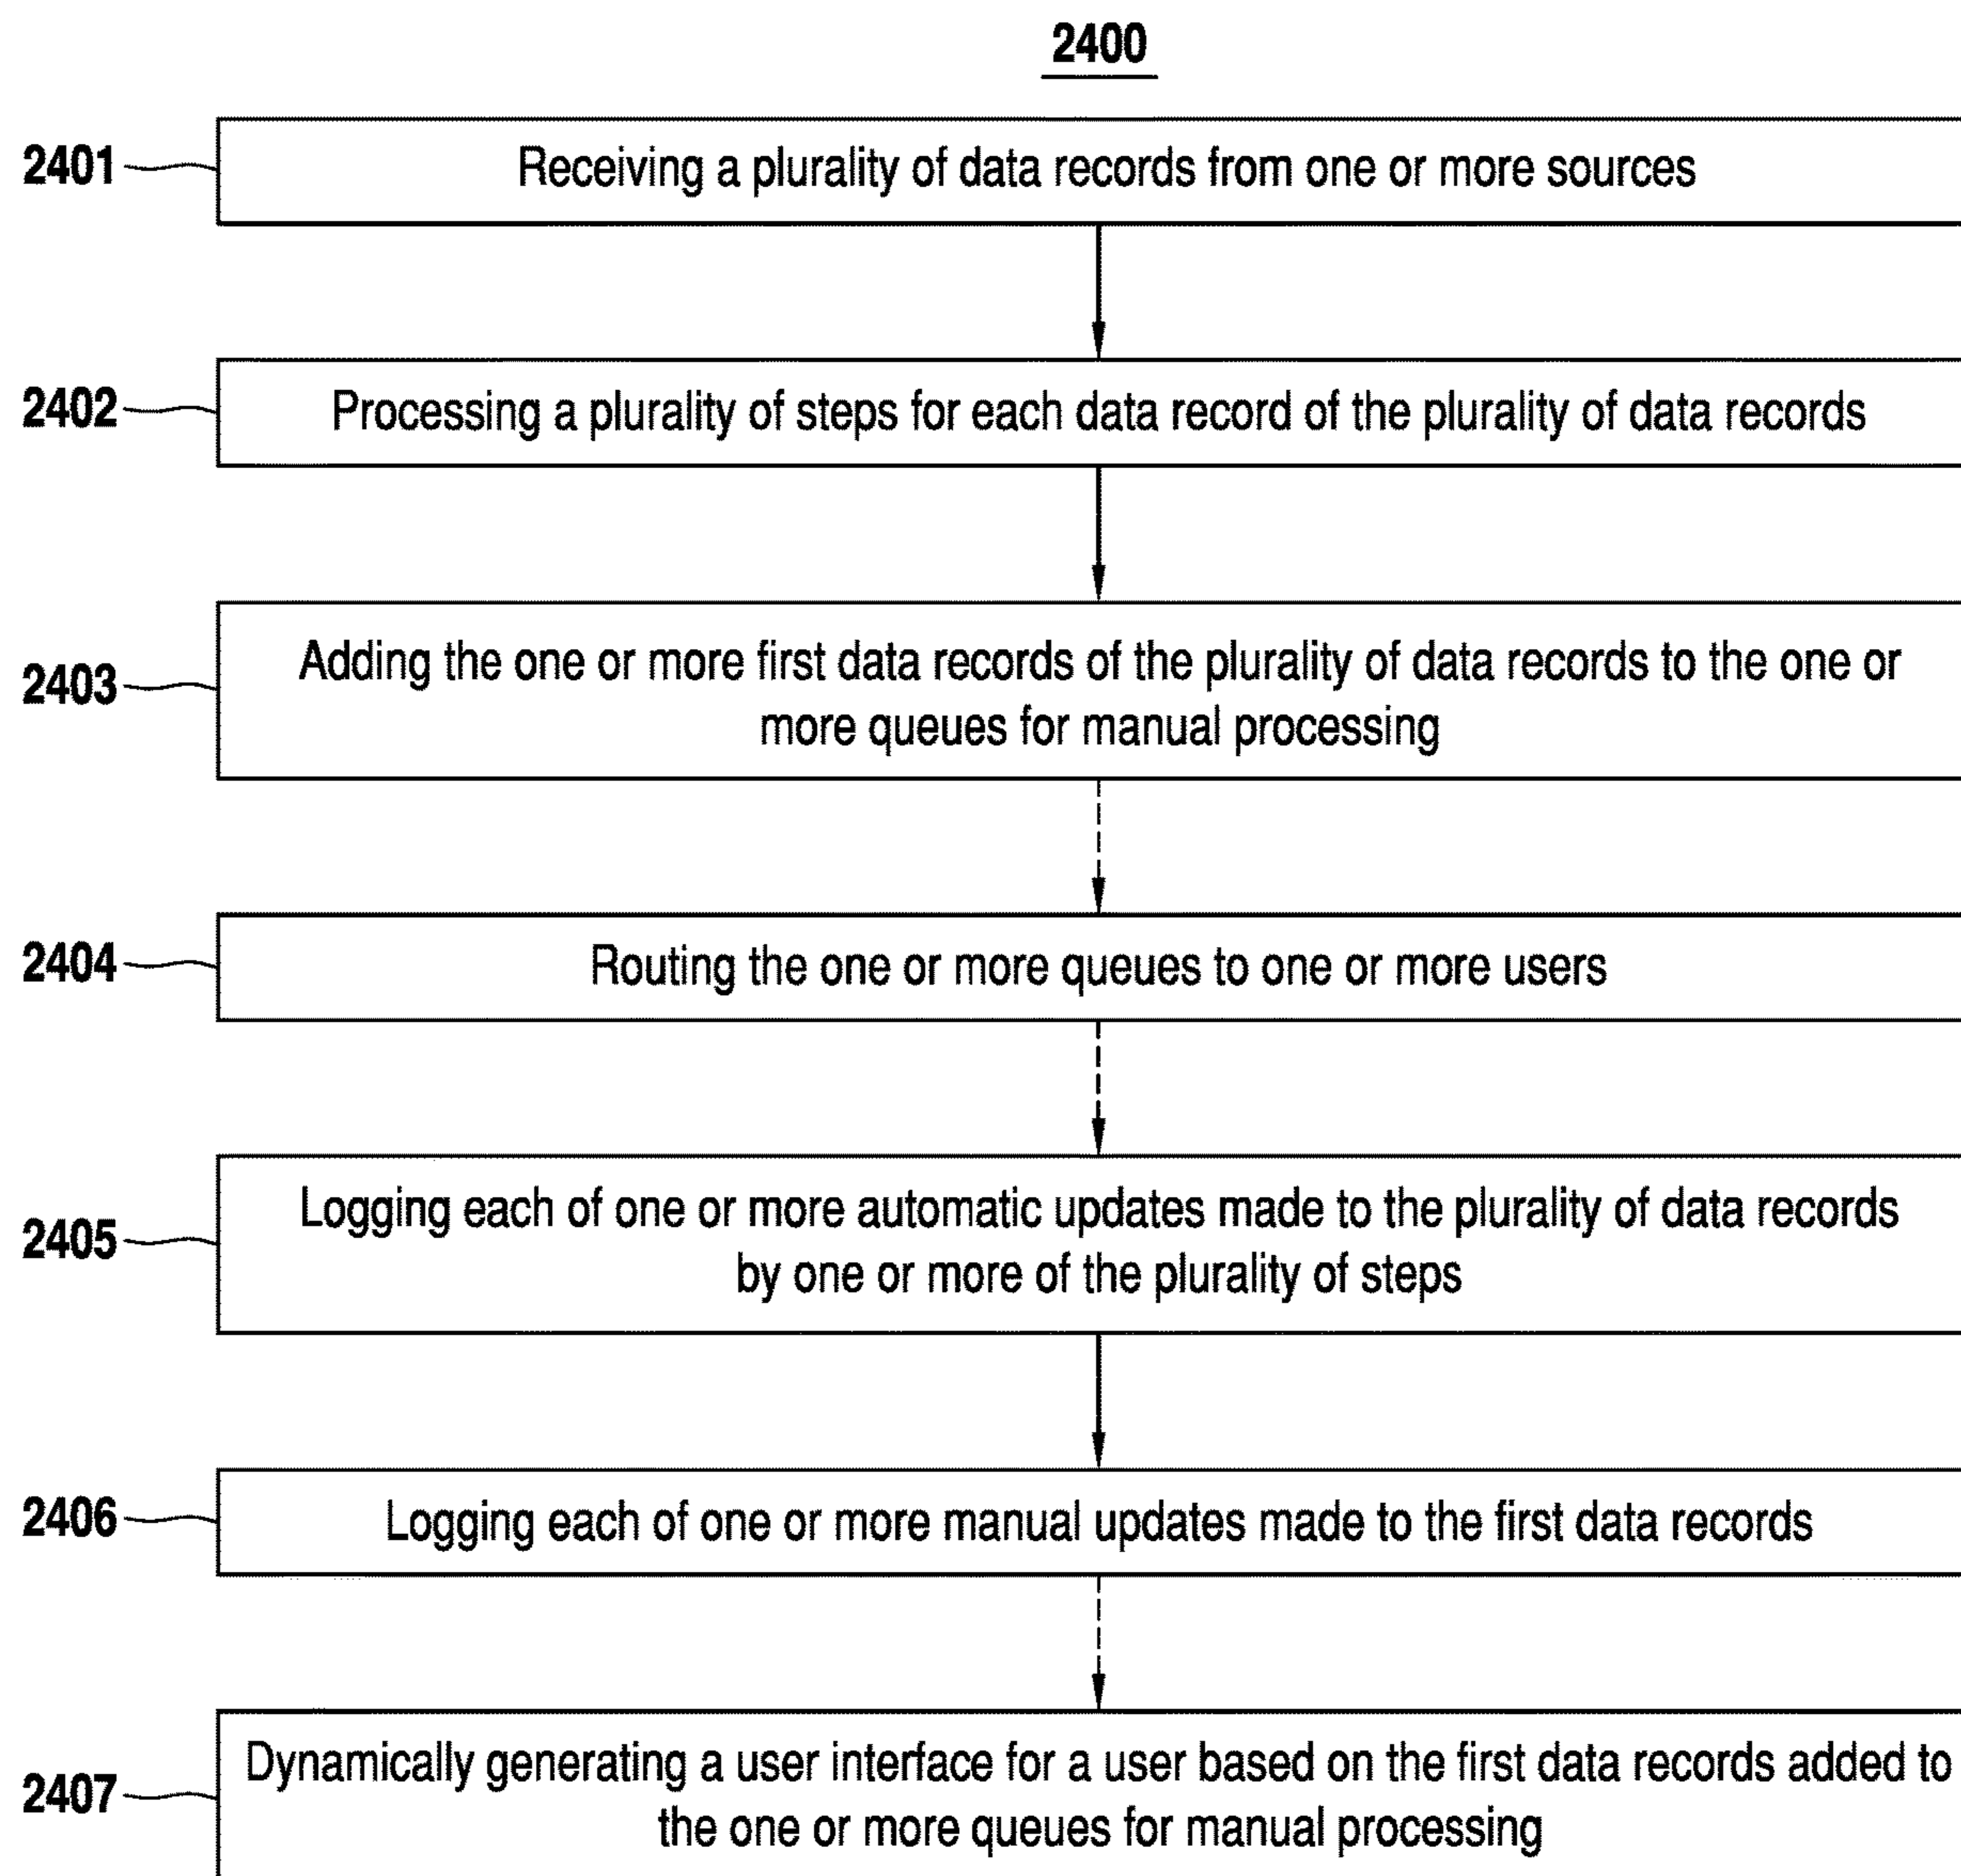 2400
2401
Receiving a plurality of data records from one or more sources
2402
Processing a plurality of steps for each data record of the plurality of data records
2403
Adding the one or more first data records of the plurality of data records to the one or
more queues for manual processing
2404
Routing the one or more queues to one or more users
2405
Logging each of one or more automatic updates made to the plurality of data records
by one or more of the plurality of steps
2406
Logging each of one or more manual updates made to the first data records
2407
Dynamically generating a user interface for a user based on the first data records added to
the one or more queues for manual processing